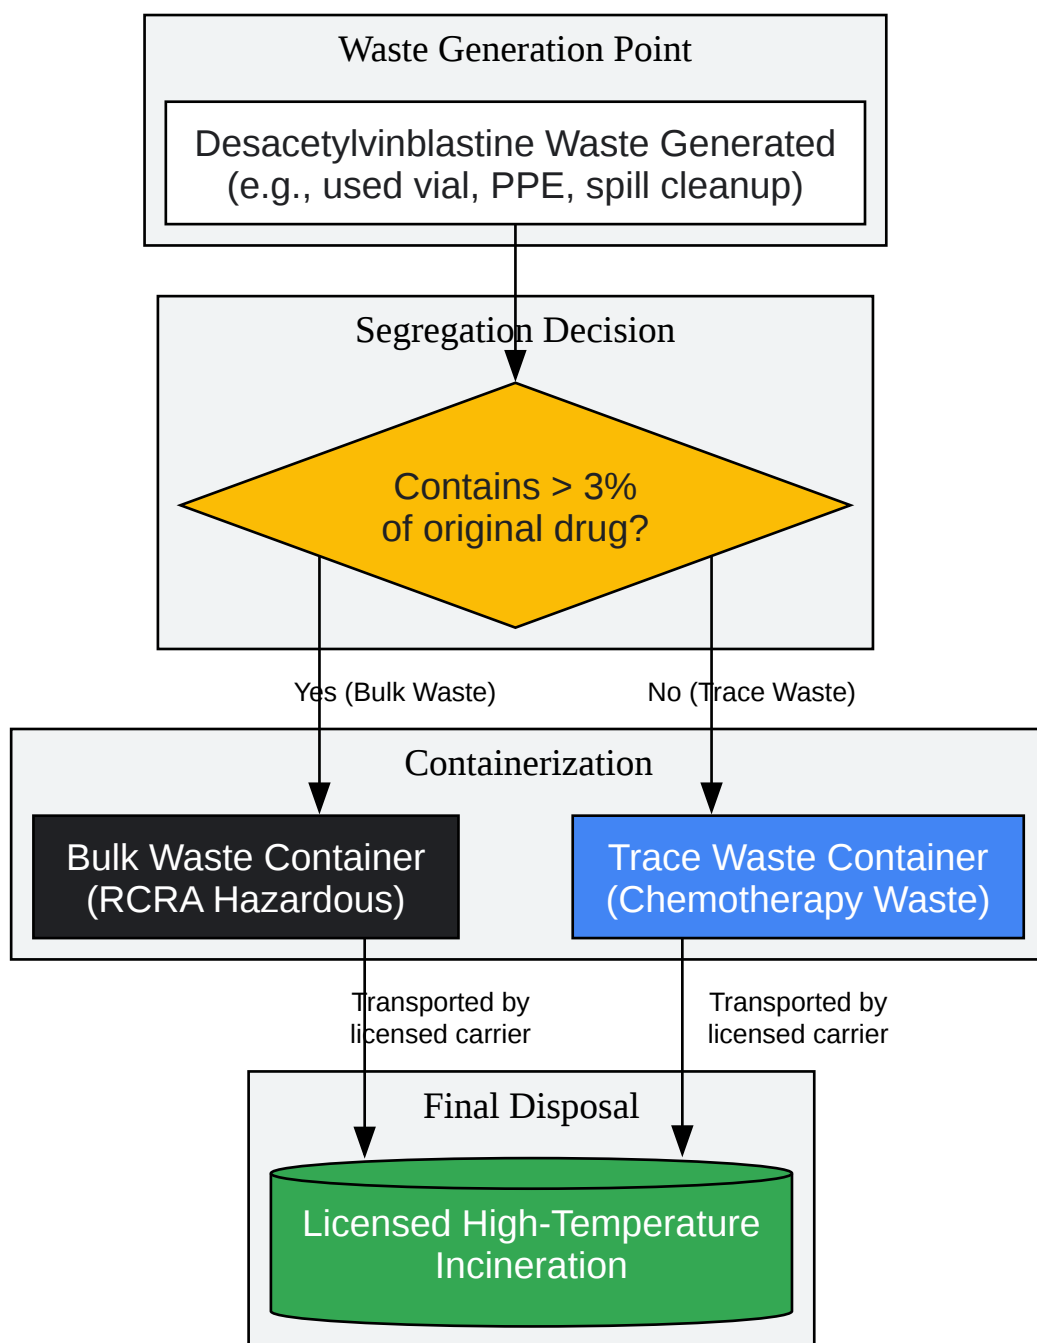 Waste Generation Point
Desacetylvinblastine Waste Generated
(e.g., used vial, PPE, spill cleanup)
Segregation Decision
Contains > 3%
of original drug?
Yes (Bulk Waste)
No (Trace Waste)
Containerization
Bulk Waste Container
(RCRA Hazardous)
Trace Waste Container
(Chemotherapy Waste)
Transported by
licensed carrier
Transported by
licensed carrier
Final Disposal
Licensed High-Temperature
Incineration